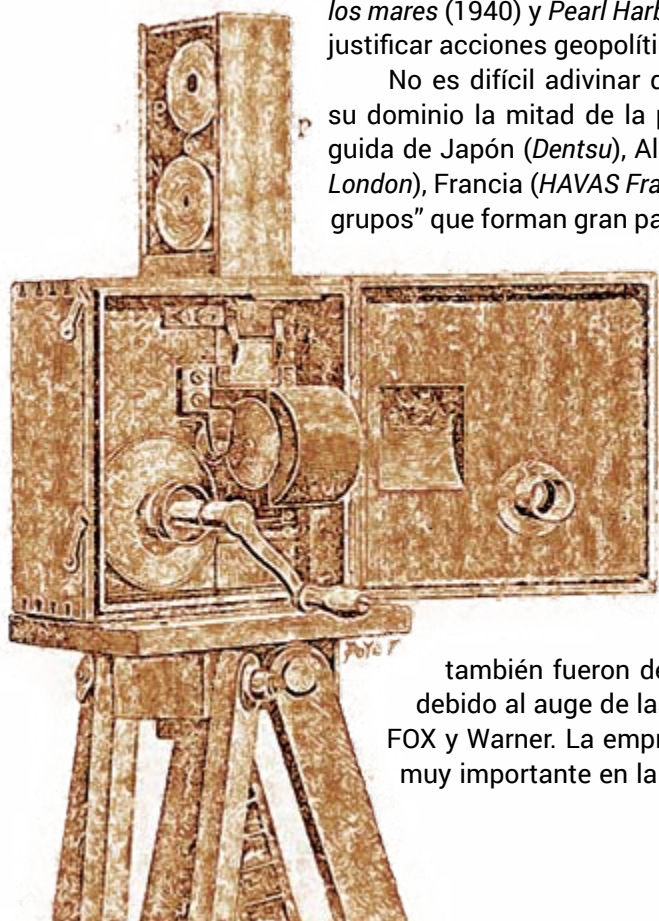 los mares (1940) y Pearl Harb
justificar acciones geopolíti
No es difícil adivinar
su dominio la mitad de la p
guida de Japón (Dentsu), Al
London), Francia (HAVAS Fra
grupos” que forman gran pa
P
P
N
POYET
también fueron de
debido al auge de la
FOX y Warner. La empr
muy importante en la